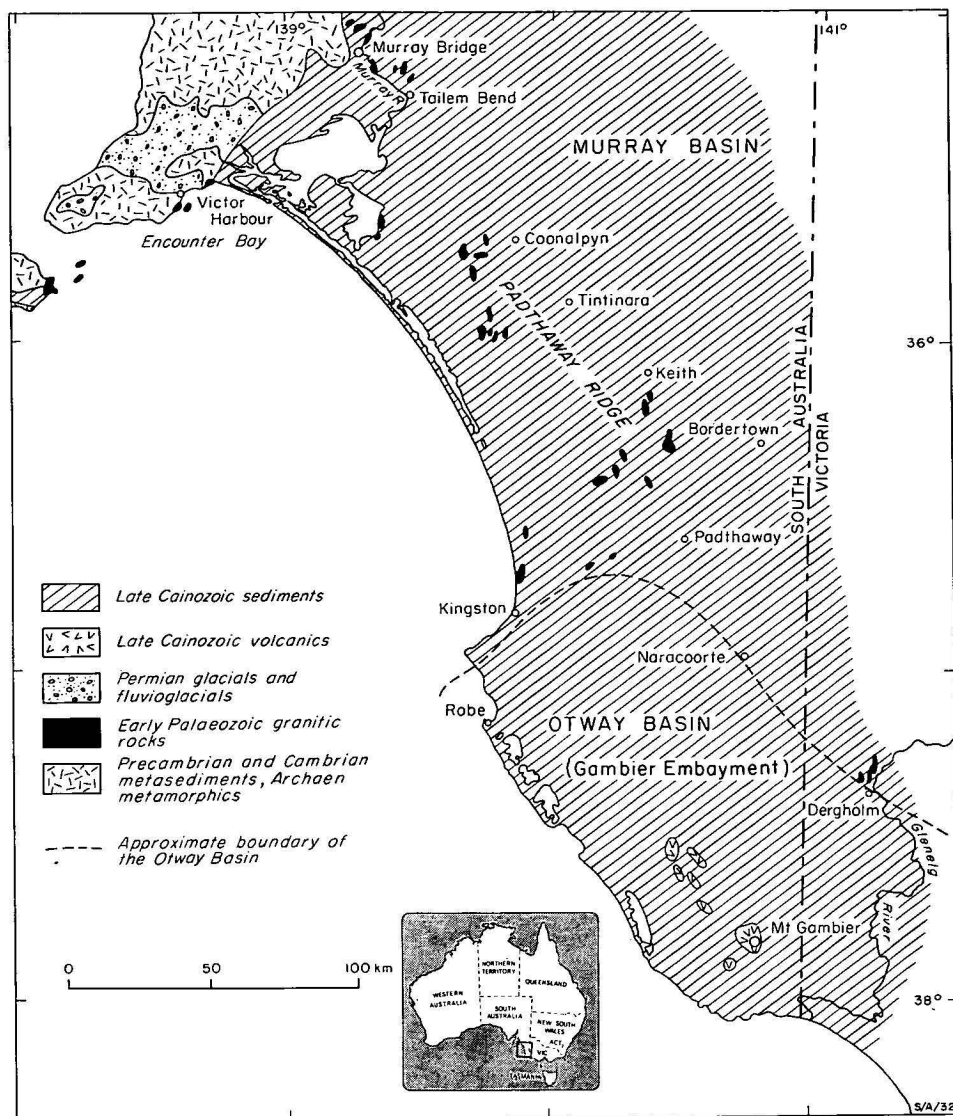 139°
141°
Murray Bridge
Murray R
Tailem Bend
MURRAY BASIN
Victor
Harbour
Encounter Bay
Coonalpyn
Tintinara
PADTHAWAY RIDGE
36°
Keith
Bordertown
SOUTH AUSTRALIA
VICTORIA
Padthaway
Kingston
Naracoorte
Robe
OTWAY BASIN
(Gambier Embayment)
Dergholm
Glenelg
River
Mt Gambier
38°
Late Cainozoic sediments
Late Cainozoic volcanics
Permian glacials and
fluvioglacials
Early Palaeozoic granitic
rocks
Precambrian and Cambrian
metasediments, Archaen
metamorphics
Approximate boundary of
the Otway Basin
0 50 100 km
NORTHERN
TERRITORY
QUEENSLAND
WESTERN
AUSTRALIA
SOUTH
AUSTRALIA
NEW SOUTH
WALES
ACT
VIC
TASMANIA
S/A/32